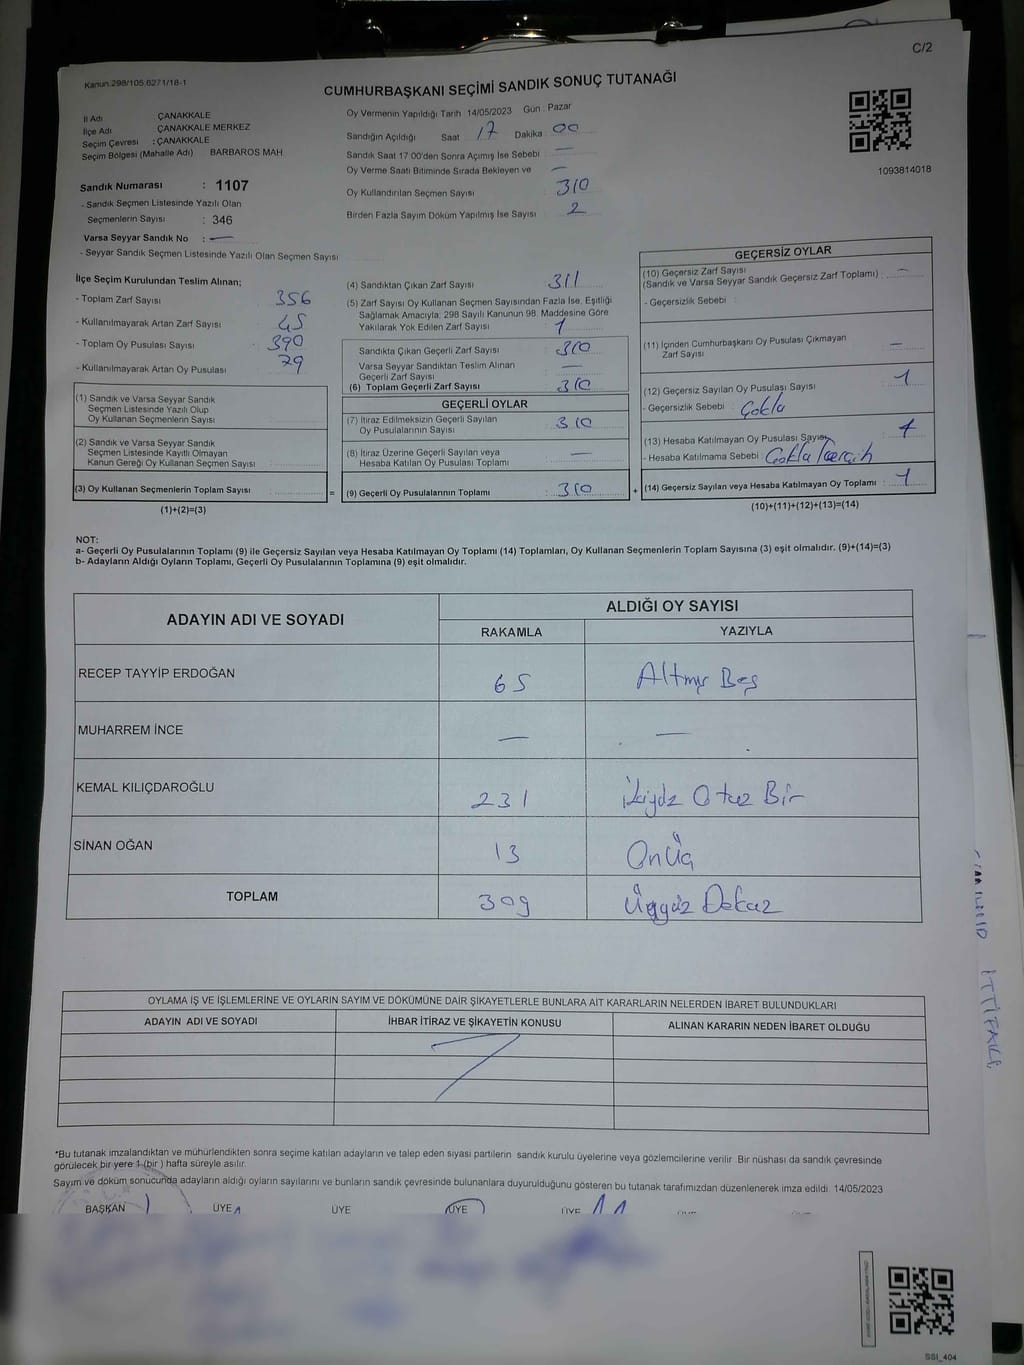 C/2
Kanun:298/105,6271/18-1
CUMHURBAŞKANI SEÇİMİ SANDIK SONUÇ TUTANAĞI
İl Adı ÇANAKKALE
İlçe Adı ÇANAKKALE MERKEZ
Seçim Çevresi : ÇANAKKALE
Seçim Bölgesi (Mahalle Adı) BARBAROS MAH.
Sandık Numarası : 1107
- Sandık Seçmen Listesinde Yazılı Olan
Seçmenlerin Sayısı : 346
Varsa Seyyar Sandık No : —
- Seyyar Sandık Seçmen Listesinde Yazılı Olan Seçmen Sayısı
Oy Vermenin Yapıldığı Tarih 14/05/2023 Gün : Pazar
Sandığın Açıldığı Saat 17 Dakika 00
Sandık Saat 17:00'den Sonra Açımış İse Sebebi —
Oy Verme Saati Bitiminde Sırada Bekleyen ve —
Oy Kullandırılan Seçmen Sayısı 310
Birden Fazla Sayım Döküm Yapılmış İse Sayısı 2
1093814018
İlçe Seçim Kurulundan Teslim Alınan;
- Toplam Zarf Sayısı 356
- Kullanılmayarak Artan Zarf Sayısı 45
- Toplam Oy Pusulası Sayısı 390
- Kullanılmayarak Artan Oy Pusulası 79
(1) Sandık ve Varsa Seyyar Sandık
Seçmen Listesinde Yazılı Olup
Oy Kullanan Seçmenlerin Sayısı
(2) Sandık ve Varsa Seyyar Sandık
Seçmen Listesinde Kayıtlı Olmayan
Kanun Gereği Oy Kullanan Seçmen Sayısı
(3) Oy Kullanan Seçmenlerin Toplam Sayısı =
(1)+(2)=(3)
(4) Sandıktan Çıkan Zarf Sayısı 311
(5) Zarf Sayısı Oy Kullanan Seçmen Sayısından Fazla İse, Eşitliği
Sağlamak Amacıyla; 298 Sayılı Kanunun 98. Maddesine Göre
Yakılarak Yok Edilen Zarf Sayısı 1
Sandıkta Çıkan Geçerli Zarf Sayısı : 310
Varsa Seyyar Sandıktan Teslim Alınan
Geçerli Zarf Sayısı —
(6) Toplam Geçerli Zarf Sayısı : 310
GEÇERLİ OYLAR
(7) İtiraz Edilmeksizin Geçerli Sayılan
Oy Pusulalarının Sayısı : 310
(8) İtiraz Üzerine Geçerli Sayılan veya
Hesaba Katılan Oy Pusulası Toplamı : —
(9) Geçerli Oy Pusulalarının Toplamı : 310 +
GEÇERSİZ OYLAR
(10) Geçersiz Zarf Sayısı
(Sandık ve Varsa Seyyar Sandık Geçersiz Zarf Toplamı) : —
- Geçersizlik Sebebi :
(11) İçinden Cumhurbaşkanı Oy Pusulası Çıkmayan
Zarf Sayısı —
(12) Geçersiz Sayılan Oy Pusulası Sayısı 1
- Geçersizlik Sebebi :
(13) Hesaba Katılmayan Oy Pusulası Sayısı 1
- Hesaba Katılmama Sebebi :
(14) Geçersiz Sayılan veya Hesaba Katılmayan Oy Toplamı : 1
(10)+(11)+(12)+(13)=(14)
NOT:
a- Geçerli Oy Pusulalarının Toplamı (9) ile Geçersiz Sayılan veya Hesaba Katılmayan Oy Toplamı (14) Toplamları, Oy Kullanan Seçmenlerin Toplam Sayısına (3) eşit olmalıdır. (9)+(14)=(3)
b- Adayların Aldığı Oyların Toplamı, Geçerli Oy Pusulalarının Toplamına (9) eşit olmalıdır.
ADAYIN ADI VE SOYADI ALDIĞI OY SAYISI
RAKAMLA YAZIYLA
RECEP TAYYİP ERDOĞAN 65 Altmış Beş
MUHARREM İNCE — —
KEMAL KILIÇDAROĞLU 231 İkiyüz Otuz Bir
SİNAN OĞAN 13 Onüç
TOPLAM 309 Üçyüz Dokuz
OYLAMA İŞ VE İŞLEMLERİNE VE OYLARIN SAYIM VE DÖKÜMÜNE DAİR ŞİKAYETLERLE BUNLARA AİT KARARLARIN NELERDEN İBARET BULUNDUKLARI
ADAYIN ADI VE SOYADI İHBAR İTİRAZ VE ŞİKAYETİN KONUSU ALINAN KARARIN NEDEN İBARET OLDUĞU
*Bu tutanak imzalandıktan ve mühürlendikten sonra seçime katılan adayların ve talep eden siyasi partilerin sandık kurulu üyelerine veya gözlemcilerine verilir. Bir nüshası da sandık çevresinde
görülecek bir yere 1 (bir ) hafta süreyle asılır.
Sayım ve döküm sonucunda adayların aldığı oyların sayılarını ve bunların sandık çevresinde bulunanlara duyurulduğunu gösteren bu tutanak tarafımızdan düzenlenerek imza edildi. 14/05/2023
BAŞKAN ÜYE ÜYE ÜYE ÜYE
İTTİFAKI
SSI_404